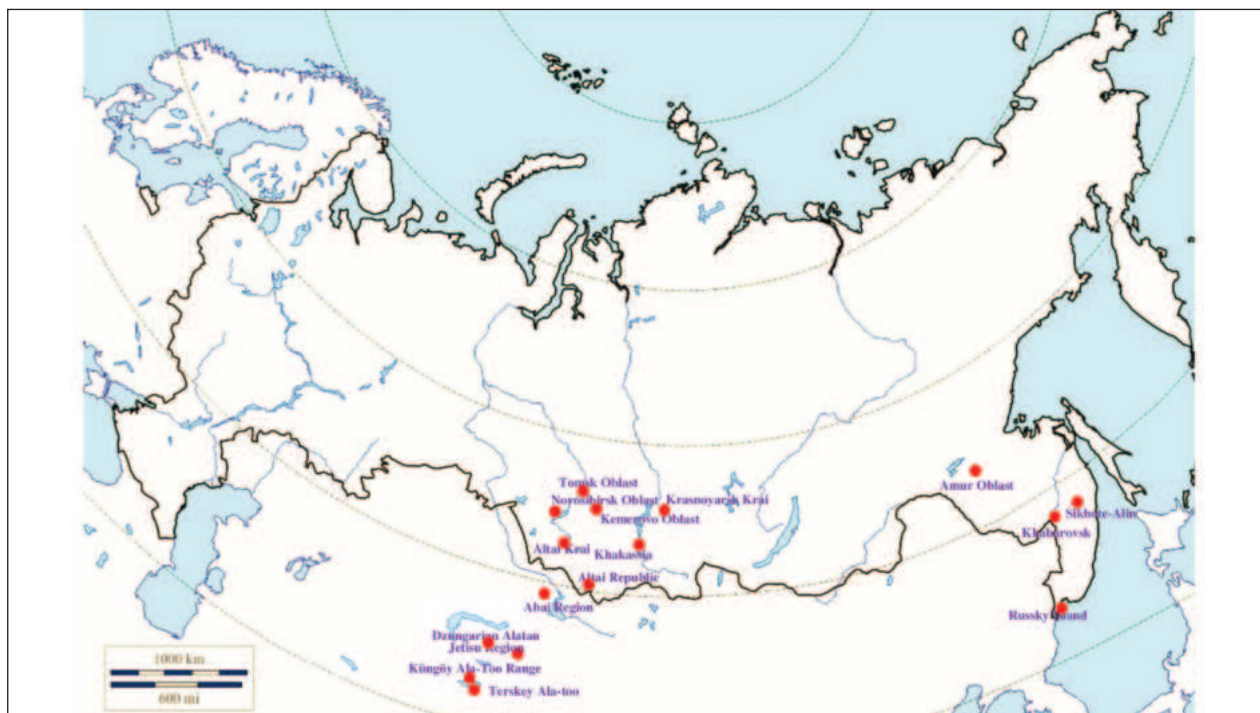 Tomsk Oblast
Novosibirsk Oblast
Krasnoyarsk Krai
Kemerovo Oblast
Altai Krai
Khakassia
Altai Republic
Abai Region
Amur Oblast
Sikhote-Alin
Khabarovsk
Russky Island
Dzungarian Alatau
Jetisu Region
Küngöy Ala-Too Range
Terskey Ala-too
1000 km
600 mi